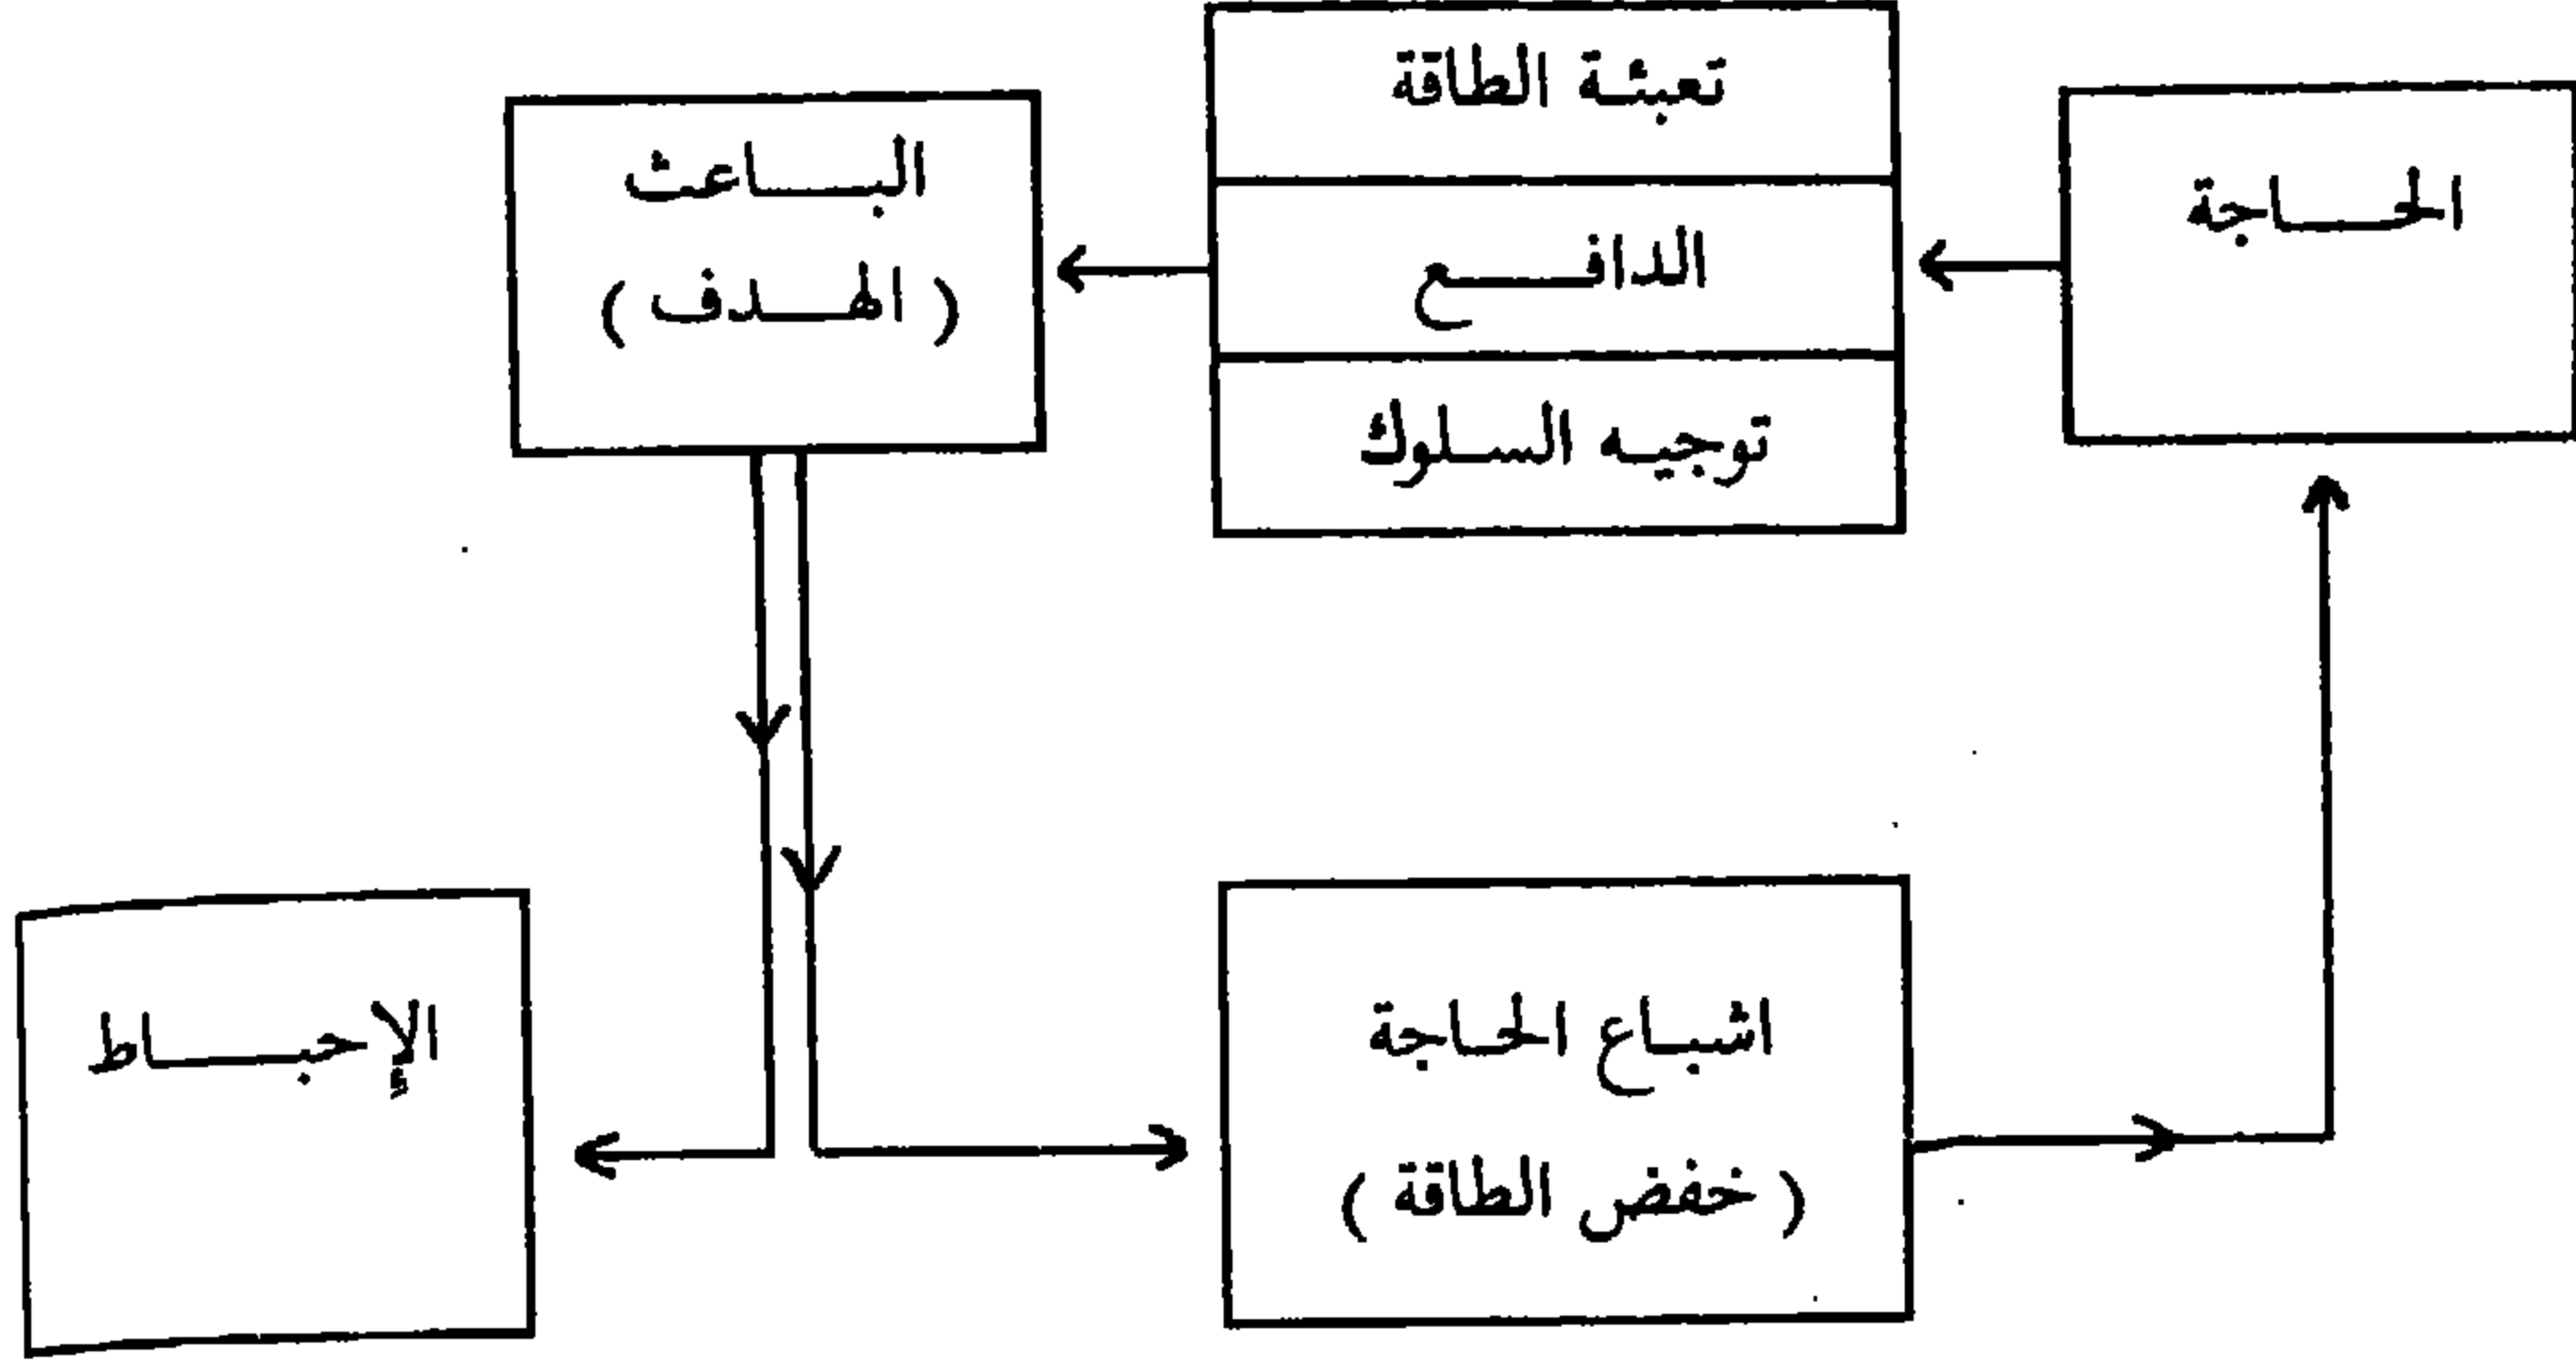 الحاجة
تعبئة الطاقة
الدافع
توجيه السلوك
الباعث
( الهدف )
اشباع الحاجة
( خفض الطاقة )
الإحباط